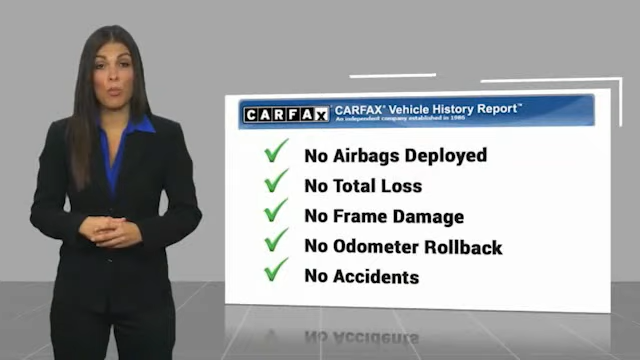 CARFAX CARFAX® Vehicle History Report™
An independent company established in 1986
No Airbags Deployed
No Total Loss
No Frame Damage
No Odometer Rollback
No Accidents